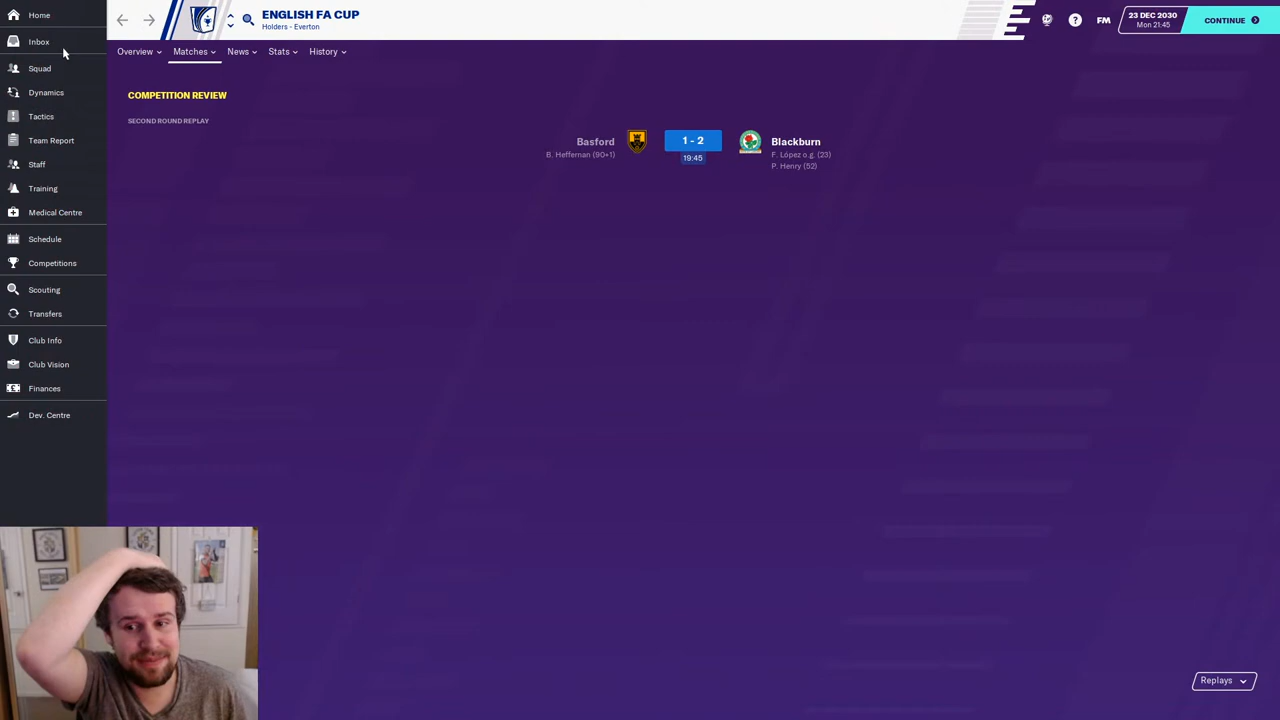 Home
Inbox
Squad
Dynamics
Tactics
Team Report
Staff
Training
Medical Centre
Schedule
Competitions
Scouting
Transfers
Club Info
Club Vision
Finances
Dev. Centre
ENGLISH FA CUP
Holders - Everton
?
FM
23 DEC 2030
Mon 21:45
CONTINUE
Overview
Matches
News
Stats
History
COMPETITION REVIEW
SECOND ROUND REPLAY
Basford
B. Heffernan (90+1)
1 - 2
19:45
Blackburn
F. López o.g. (23)
P. Henry (52)
Replays